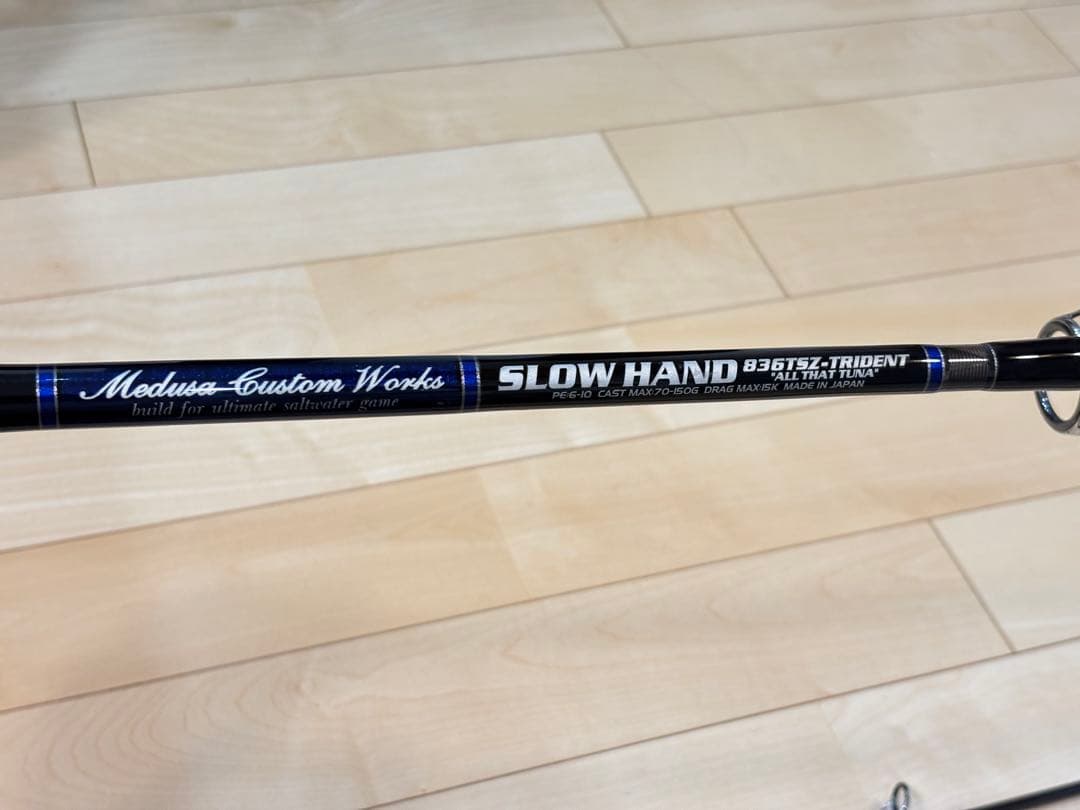 Medusa Custom Works
build for ultimate saltwater game
SLOW HAND 836TSZ-TRIDENT
"ALL THAT TUNA"
PE:6-10 CAST MAX:70-150G DRAG MAX:15K MADE IN JAPAN